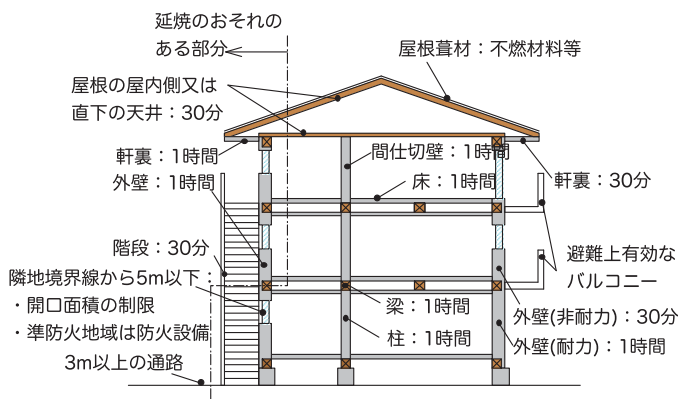 延焼のおそれの
ある部分
屋根葺材：不燃材料等
屋根の屋内側又は
直下の天井：30分
間仕切壁：1時間
軒裏：1時間
床：1時間
軒裏：30分
外壁：1時間
階段：30分
避難上有効な
バルコニー
隣地境界線から5m以下：
・開口面積の制限
・準防火地域は防火設備
梁：1時間
外壁(非耐力)：30分
柱：1時間
外壁(耐力)：1時間
3m以上の通路